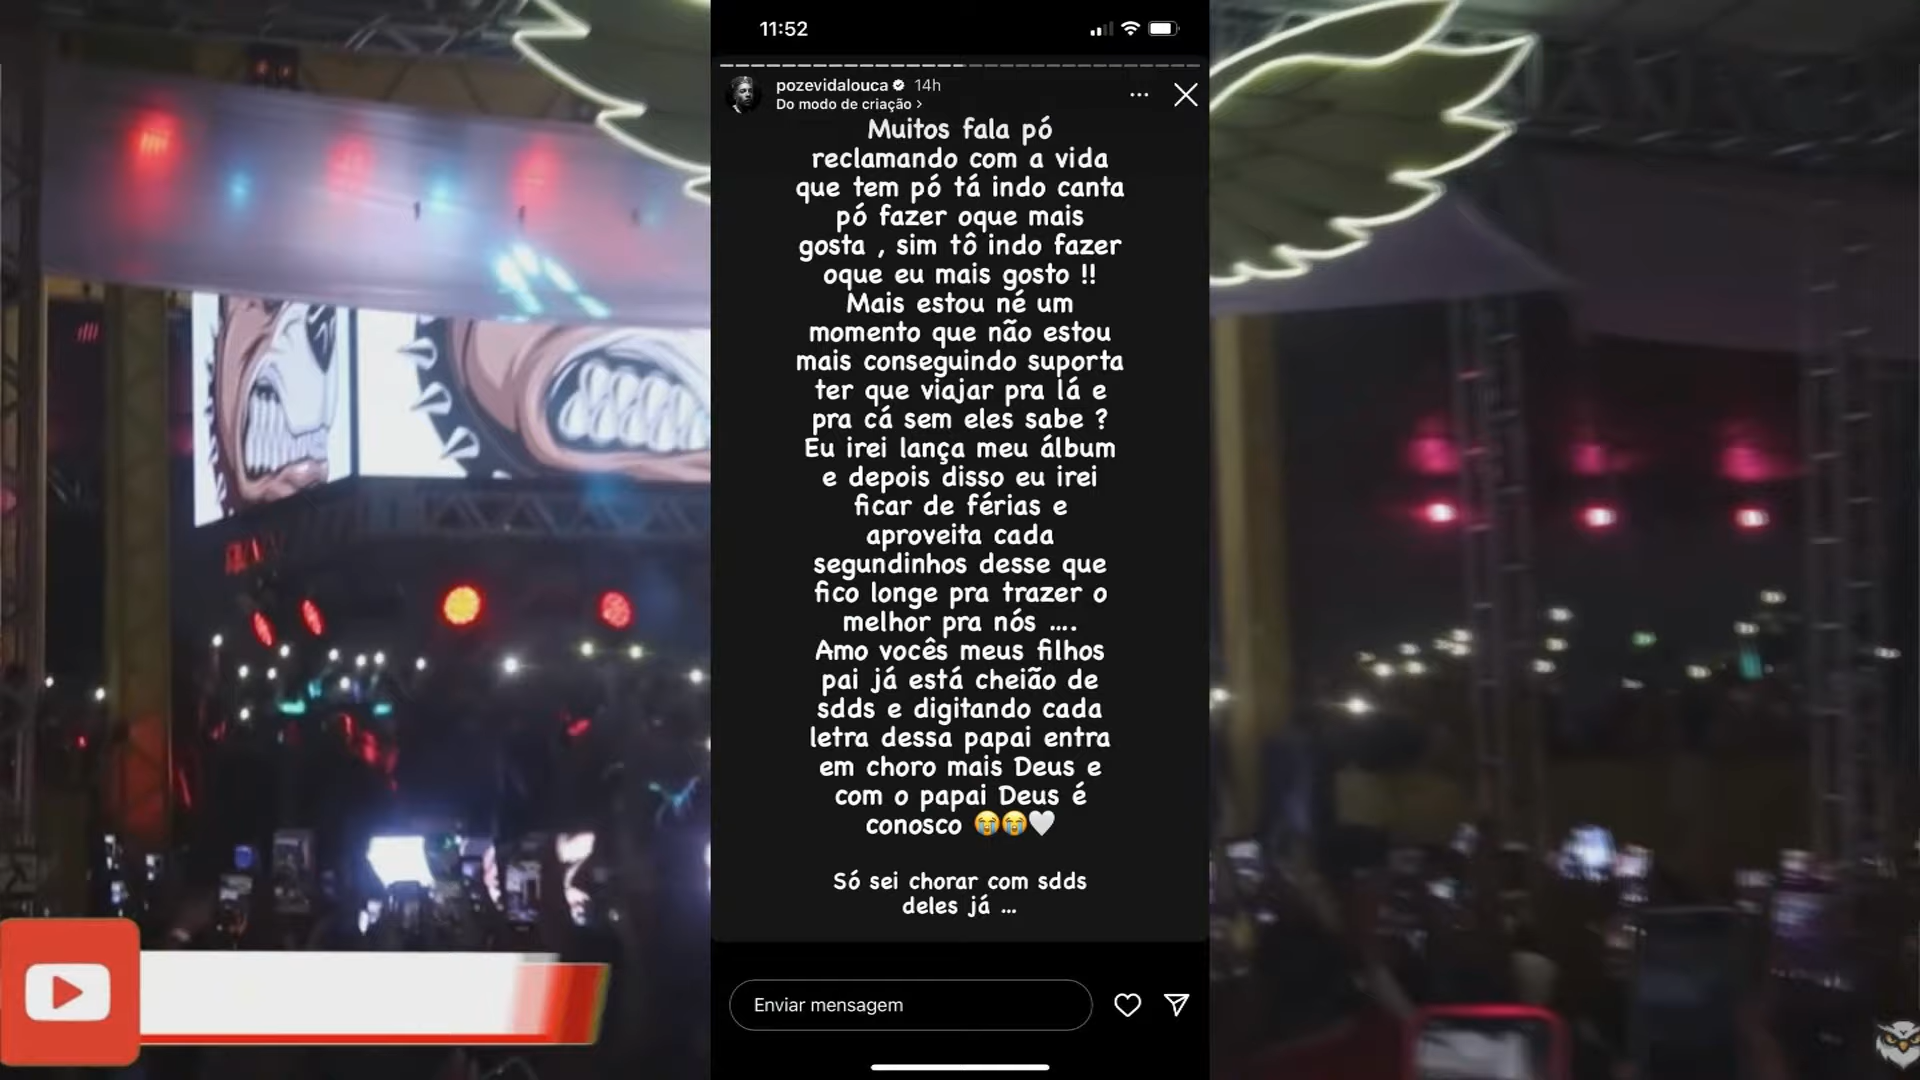 11:52
pozevidalouca 14h
Do modo de criação >
Muitos fala pó
reclamando com a vida
que tem pó tá indo canta
pó fazer oque mais
gosta , sim tô indo fazer
oque eu mais gosto !!
Mais estou né um
momento que não estou
mais conseguindo suporta
ter que viajar pra lá e
pra cá sem eles sabe ?
Eu irei lança meu álbum
e depois disso eu irei
ficar de férias e
aproveita cada
segundinhos desse que
fico longe pra trazer o
melhor pra nós ....
Amo vocês meus filhos
pai já está cheião de
sdds e digitando cada
letra dessa papai entra
em choro mais Deus e
com o papai Deus é
conosco 😭😭🤍
Só sei chorar com sdds
deles já ...
Enviar mensagem